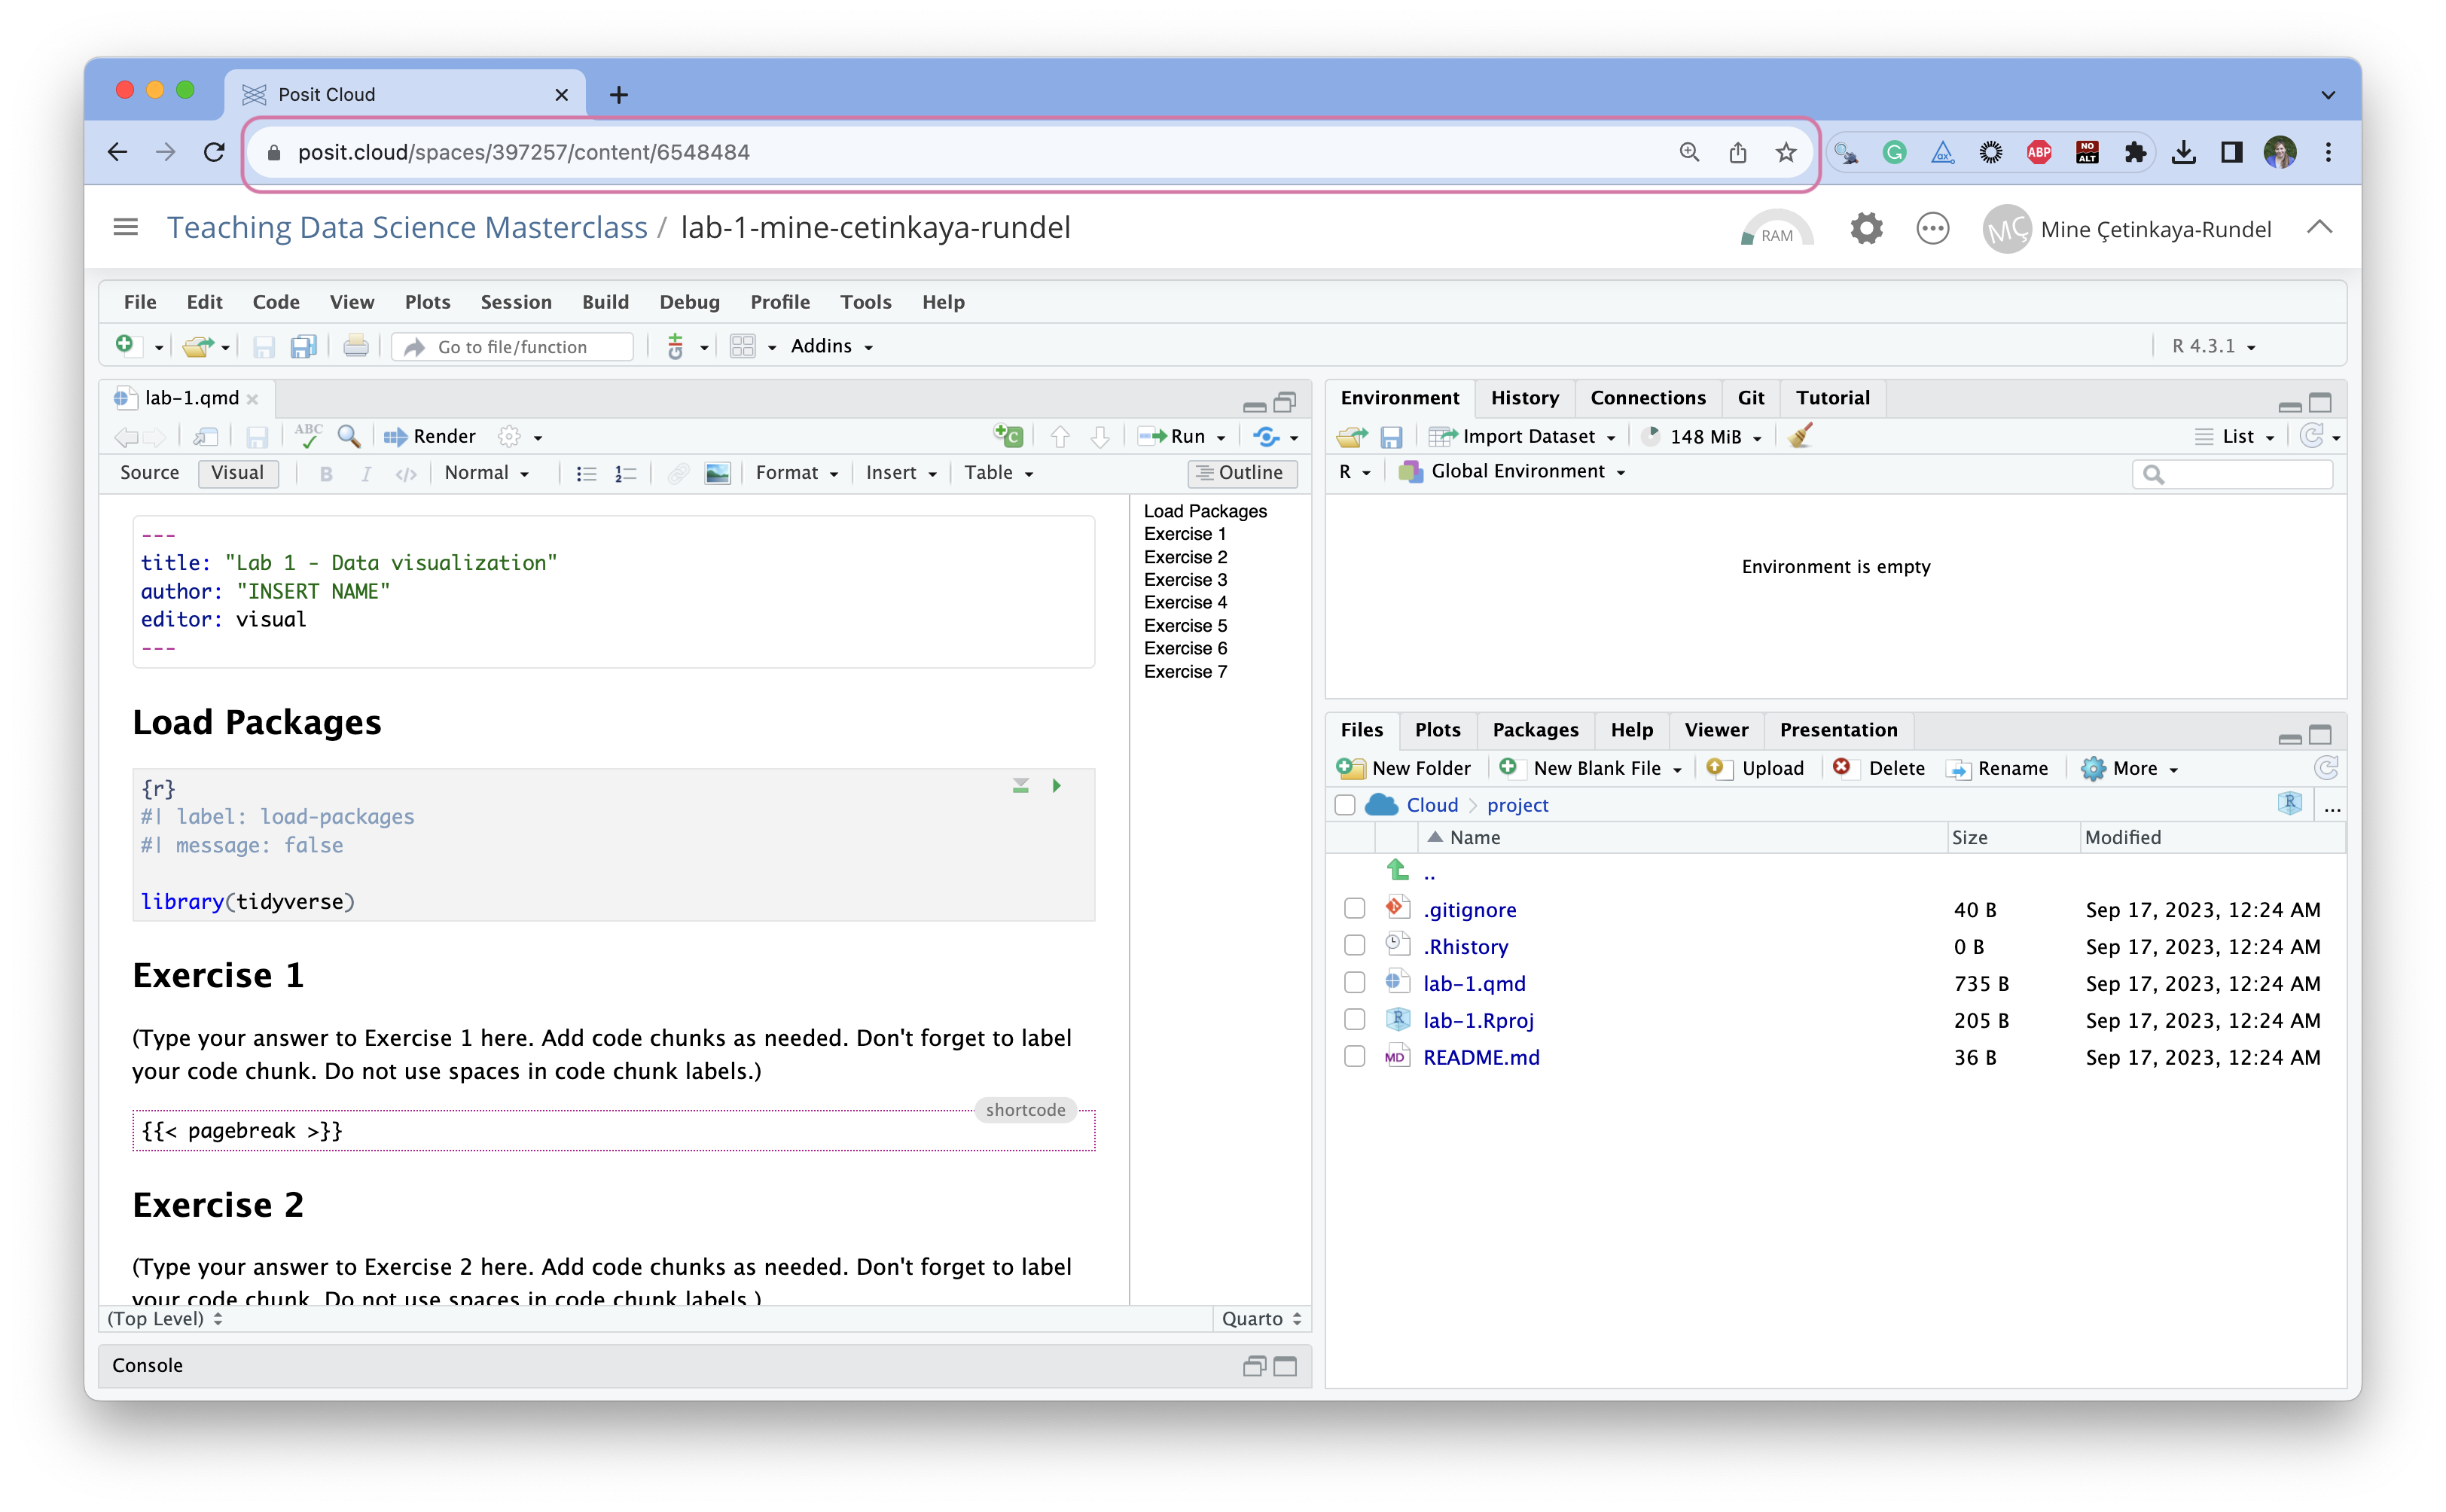 Posit Cloud
posit.cloud/spaces/397257/content/6548484
ABP
NO
ALT
Teaching Data Science Masterclass / lab-1-mine-cetinkaya-rundel
RAM
MÇ Mine Çetinkaya-Rundel
File Edit Code View Plots Session Build Debug Profile Tools Help
Go to file/function
Addins
R 4.3.1
lab-1.qmd
ABC Render
Run
Source Visual B I </> Normal Format Insert Table Outline
---
title: "Lab 1 - Data visualization"
author: "INSERT NAME"
editor: visual
---
Load Packages
{r}
#| label: load-packages
#| message: false
library(tidyverse)
Exercise 1
(Type your answer to Exercise 1 here. Add code chunks as needed. Don't forget to label
your code chunk. Do not use spaces in code chunk labels.)
shortcode
{{< pagebreak >}}
Exercise 2
(Type your answer to Exercise 2 here. Add code chunks as needed. Don't forget to label
your code chunk. Do not use spaces in code chunk labels.)
(Top Level)
Quarto
Console
Load Packages
Exercise 1
Exercise 2
Exercise 3
Exercise 4
Exercise 5
Exercise 6
Exercise 7
Environment History Connections Git Tutorial
Import Dataset 148 MiB List
R Global Environment
Environment is empty
Files Plots Packages Help Viewer Presentation
New Folder New Blank File Upload Delete Rename More
Cloud > project R ...
Name Size Modified
..
.gitignore 40 B Sep 17, 2023, 12:24 AM
.Rhistory 0 B Sep 17, 2023, 12:24 AM
lab-1.qmd 735 B Sep 17, 2023, 12:24 AM
lab-1.Rproj 205 B Sep 17, 2023, 12:24 AM
MD README.md 36 B Sep 17, 2023, 12:24 AM